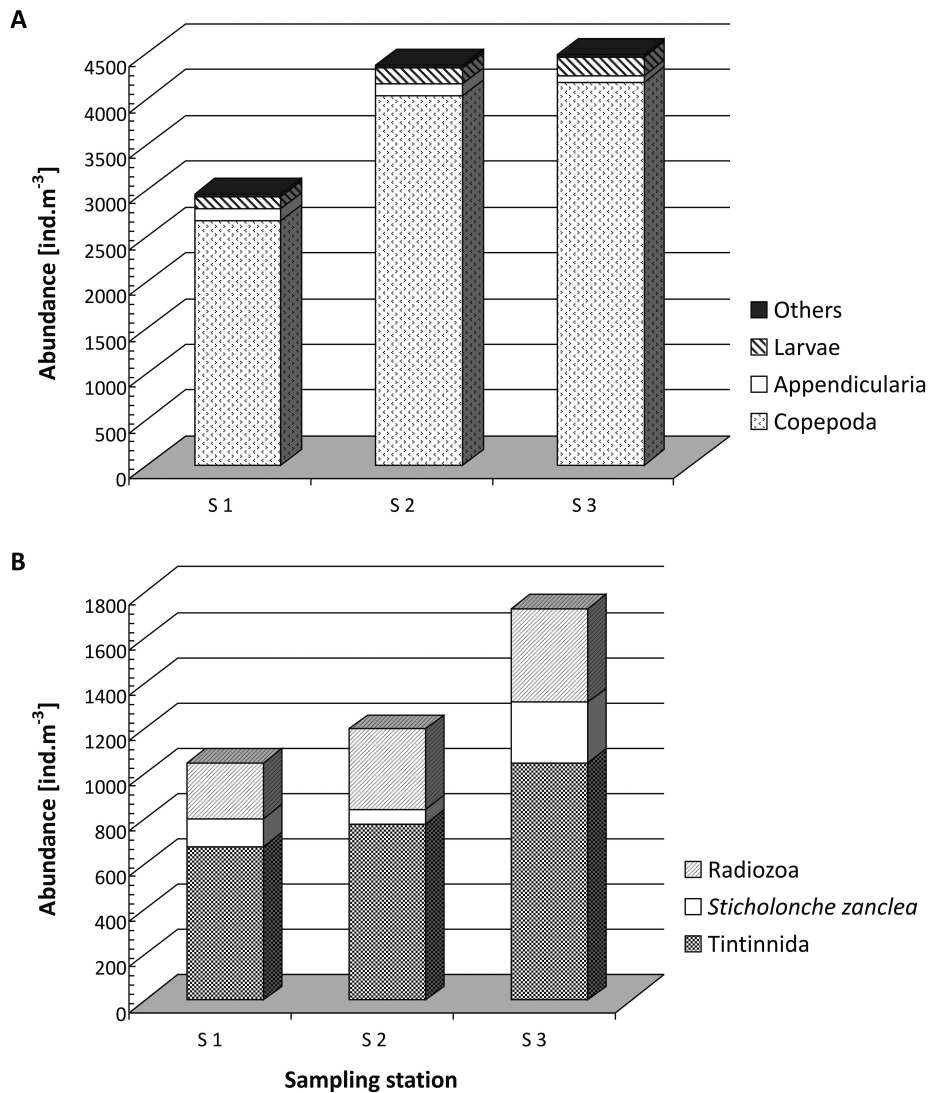 A
Abundance [ind.m-3]
4500
4000
3500
3000
2500
2000
1500
1000
500
0
S 1
S 2
S 3
Others
Larvae
Appendicularia
Copepoda
B
Abundance [ind.m-3]
1800
1600
1400
1200
1000
800
600
400
200
0
S 1
S 2
S 3
Radiozoa
Sticholonche zanclea
Tintinnida
Sampling station